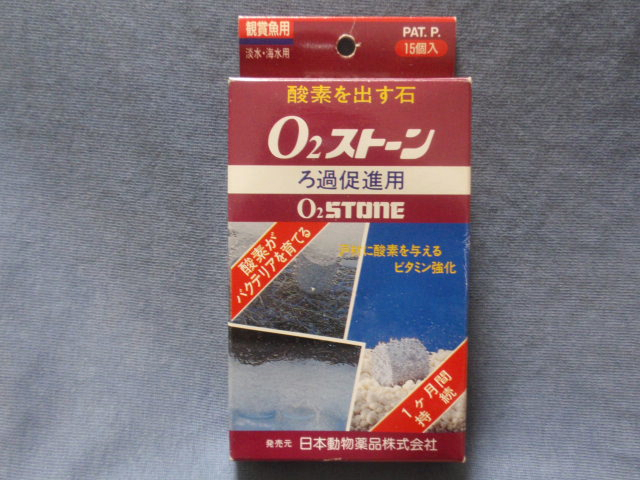 観賞魚用
淡水・海水用
PAT. P.
15個入
酸素を出す石
O2ストーン
ろ過促進用
O2STONE
酸素が
バクテリアを育てる
に酸素を与える
ビタミン強化
1ヶ月間
持続
発売元 日本動物薬品株式会社